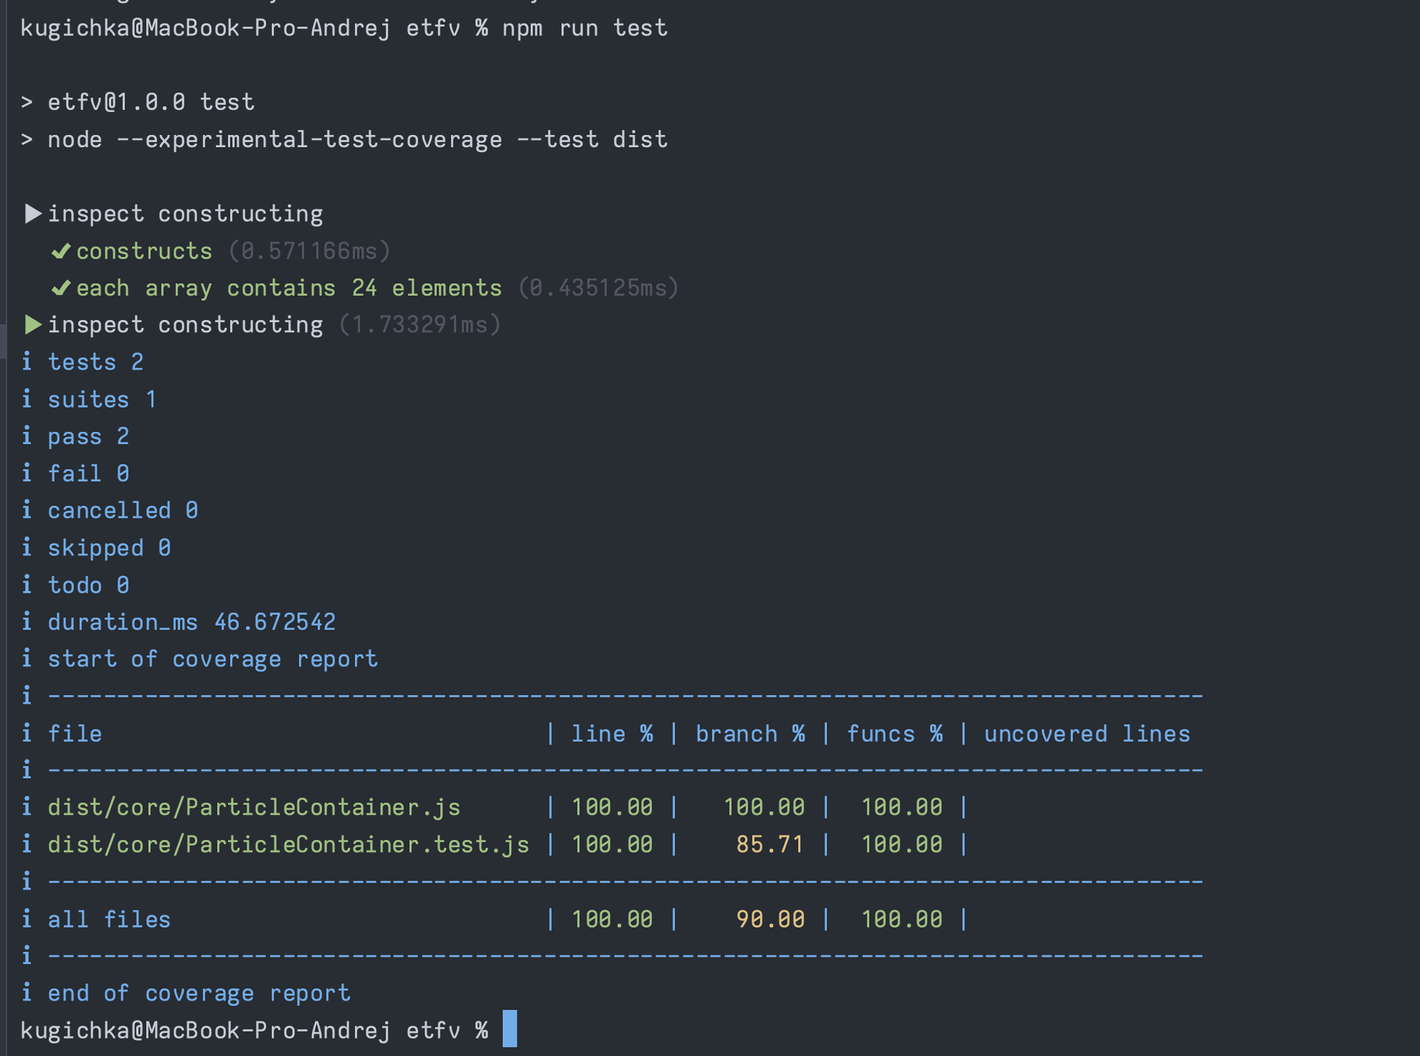 kugichka@MacBook-Pro-Andrej etfv % npm run test
> etfv@1.0.0 test
> node --experimental-test-coverage --test dist
▶ inspect constructing
✔ constructs (0.571166ms)
✔ each array contains 24 elements (0.435125ms)
▶ inspect constructing (1.733291ms)
ℹ tests 2
ℹ suites 1
ℹ pass 2
ℹ fail 0
ℹ cancelled 0
ℹ skipped 0
ℹ todo 0
ℹ duration_ms 46.672542
ℹ start of coverage report
ℹ ------------------------------------------------------------------------------------
ℹ file                                | line % | branch % | funcs % | uncovered lines
ℹ ------------------------------------------------------------------------------------
ℹ dist/core/ParticleContainer.js      | 100.00 |   100.00 |  100.00 |
ℹ dist/core/ParticleContainer.test.js | 100.00 |    85.71 |  100.00 |
ℹ ------------------------------------------------------------------------------------
ℹ all files                           | 100.00 |    90.00 |  100.00 |
ℹ ------------------------------------------------------------------------------------
ℹ end of coverage report
kugichka@MacBook-Pro-Andrej etfv %